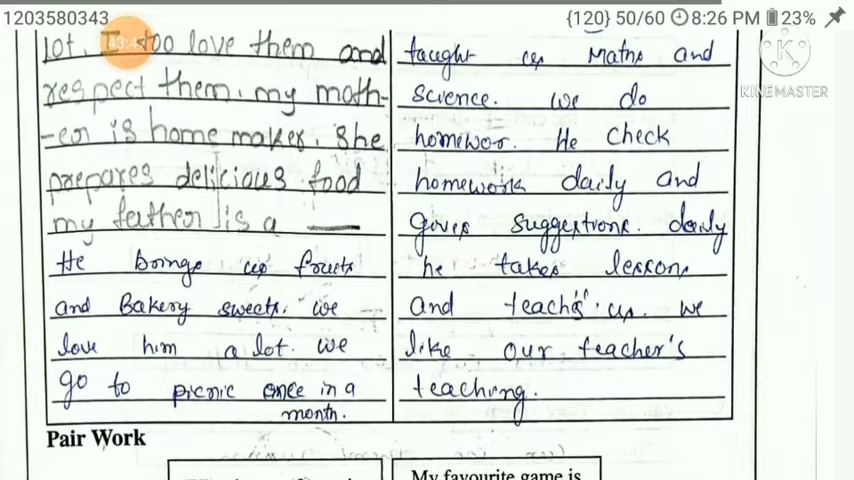 1203580343
{120} 50/60 8:26 PM 23%
KINEMASTER
lot. I too love them and
respect them. my moth-
-eor is home maker. She
prepares delicious food
my father is a ___
He brings us fruits
and Bakery sweets. we
love him a lot. we
go to picnic once in a
month.
taught us Maths and
science. we do
homewor. He check
homework daily and
gives suggestions. daily
he takes lessons
and teachs us. we
like our teacher's
teaching.
Pair Work
My favourite game is